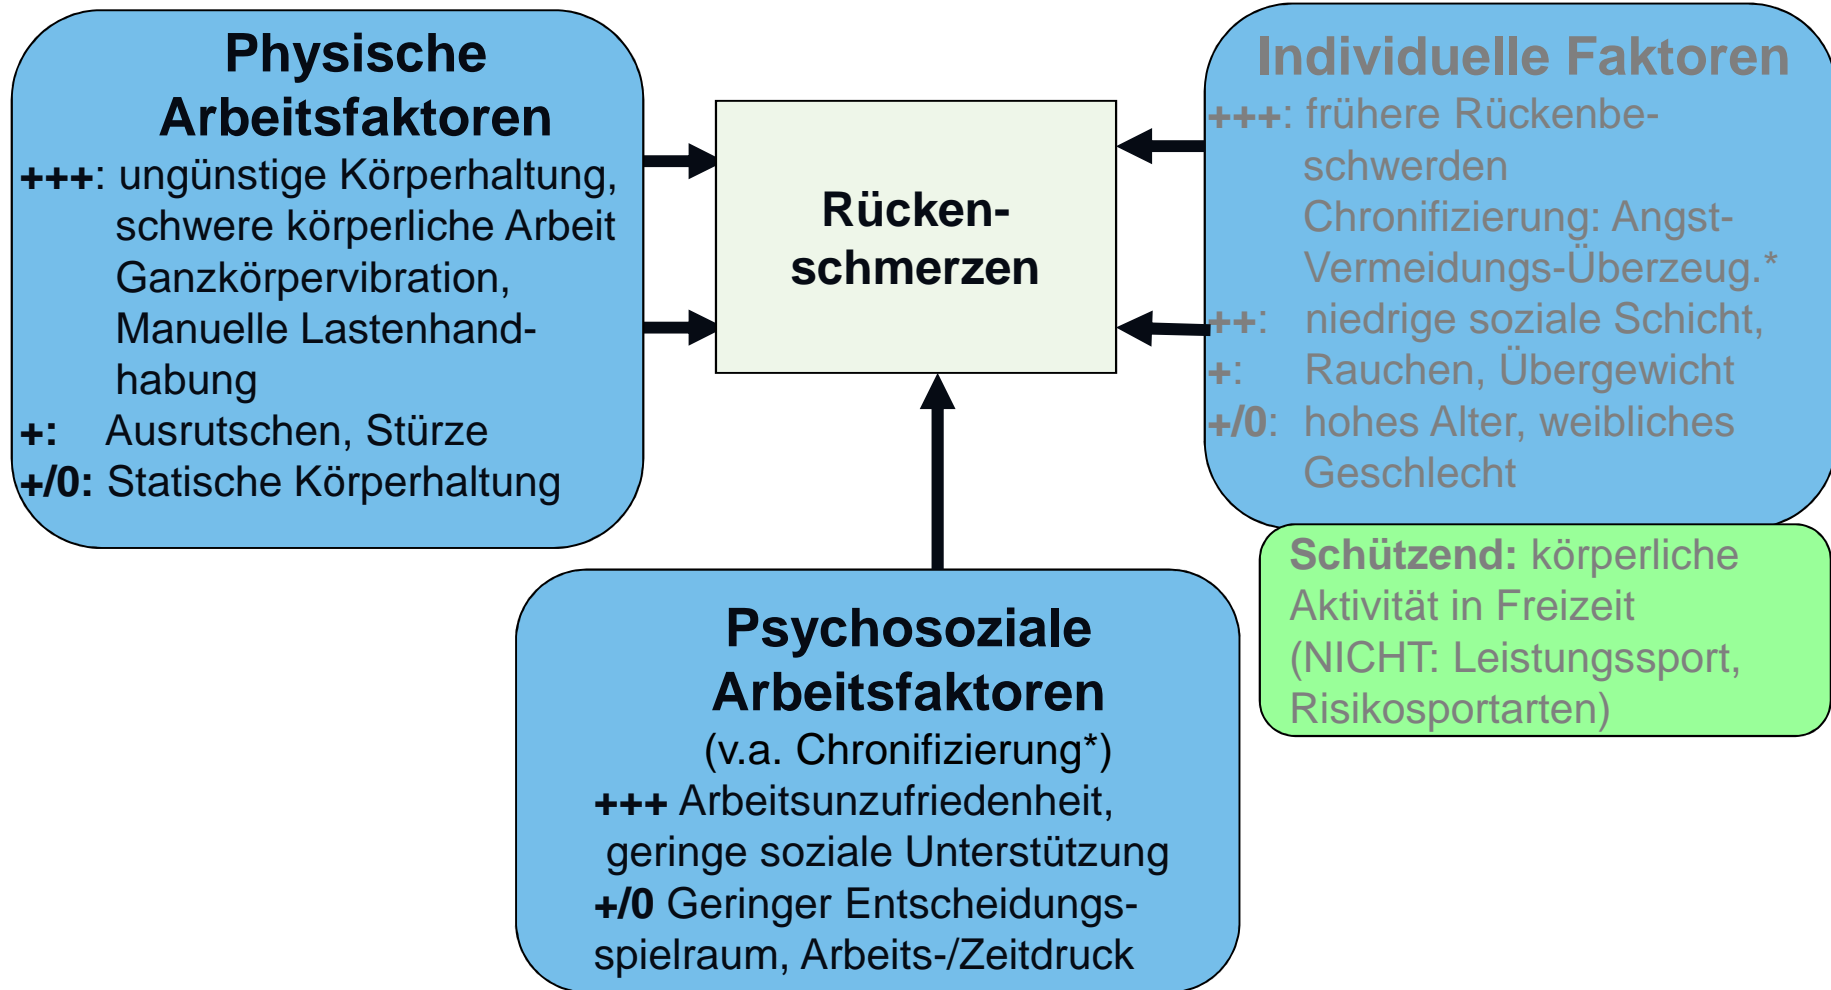 Physische
Arbeitsfaktoren
+++: ungünstige Körperhaltung,
schwere körperliche Arbeit
Ganzkörpervibration,
Manuelle Lastenhand-
habung
+: Ausrutschen, Stürze
+/0: Statische Körperhaltung
Rücken-
schmerzen
Individuelle Faktoren
+++: frühere Rückenbe-
schwerden
Chronifizierung: Angst-
Vermeidungs-Überzeug.*
++: niedrige soziale Schicht,
+: Rauchen, Übergewicht
+/0: hohes Alter, weibliches
Geschlecht
Schützend: körperliche
Aktivität in Freizeit
(NICHT: Leistungssport,
Risikosportarten)
Psychosoziale
Arbeitsfaktoren
(v.a. Chronifizierung*)
+++ Arbeitsunzufriedenheit,
geringe soziale Unterstützung
+/0 Geringer Entscheidungs-
spielraum, Arbeits-/Zeitdruck